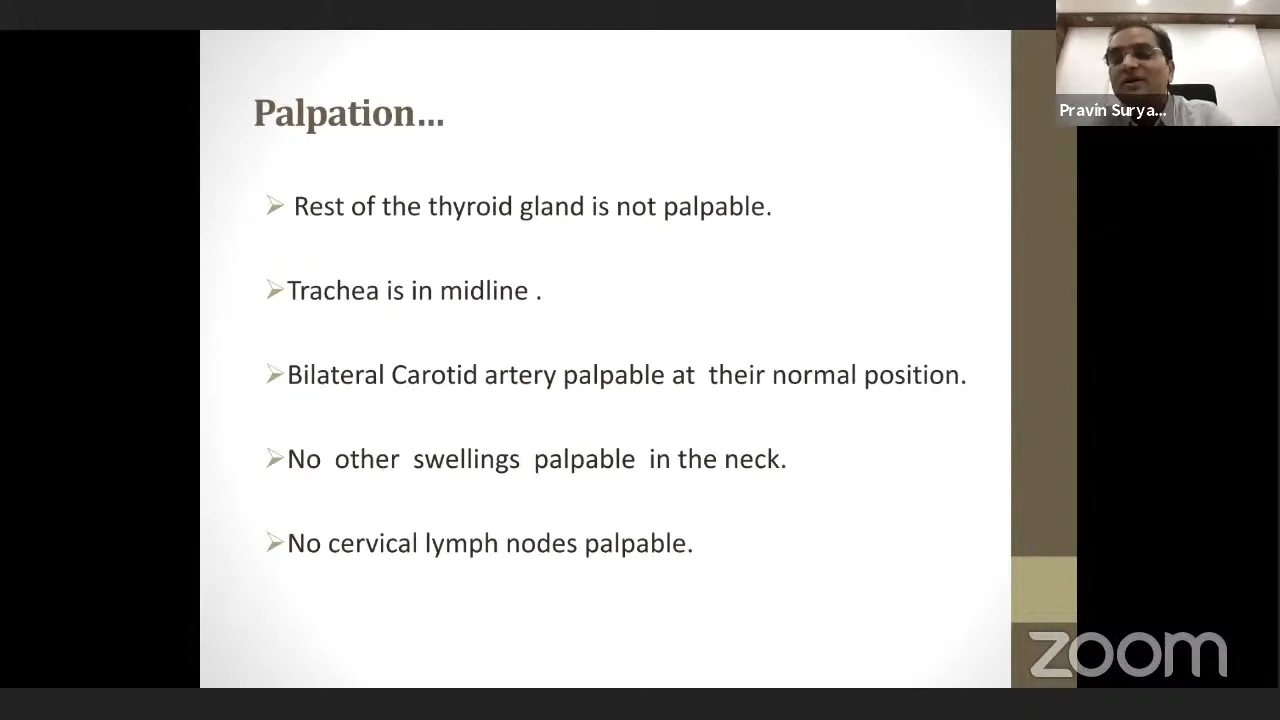 Palpation...
Rest of the thyroid gland is not palpable.
Trachea is in midline .
Bilateral Carotid artery palpable at their normal position.
No other swellings palpable in the neck.
No cervical lymph nodes palpable.
Pravin Surya...
zoom